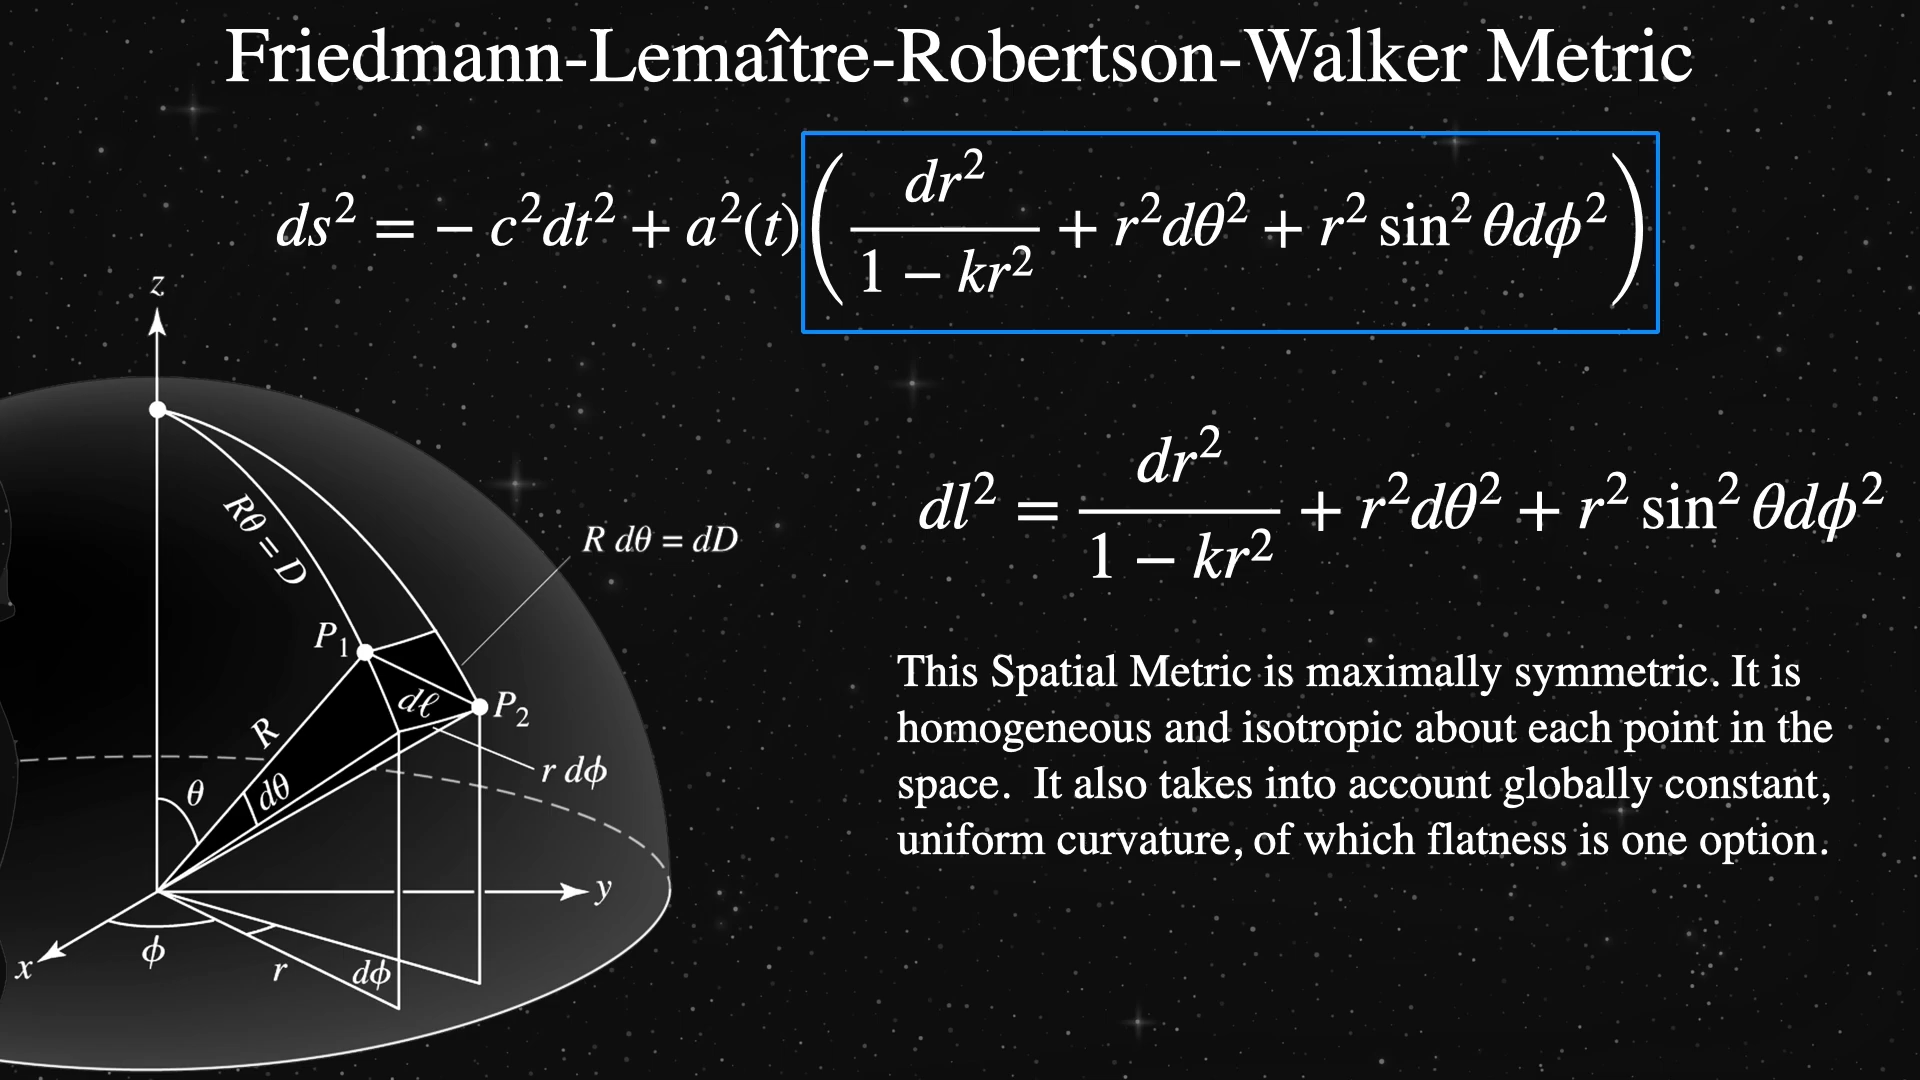 Friedmann-Lemaître-Robertson-Walker Metric
ds² = − c²dt² + a²(t)(dr²/(1 − kr²) + r²dθ² + r² sin² θdϕ²)
z
Rθ = D
R dθ = dD
dl² = dr²/(1 − kr²) + r²dθ² + r² sin² θdϕ²
P₁
dℓ
P₂
R
r dϕ
θ
dθ
y
x
ϕ
r
dϕ
This Spatial Metric is maximally symmetric. It is
homogeneous and isotropic about each point in the
space.  It also takes into account globally constant,
uniform curvature, of which flatness is one option.